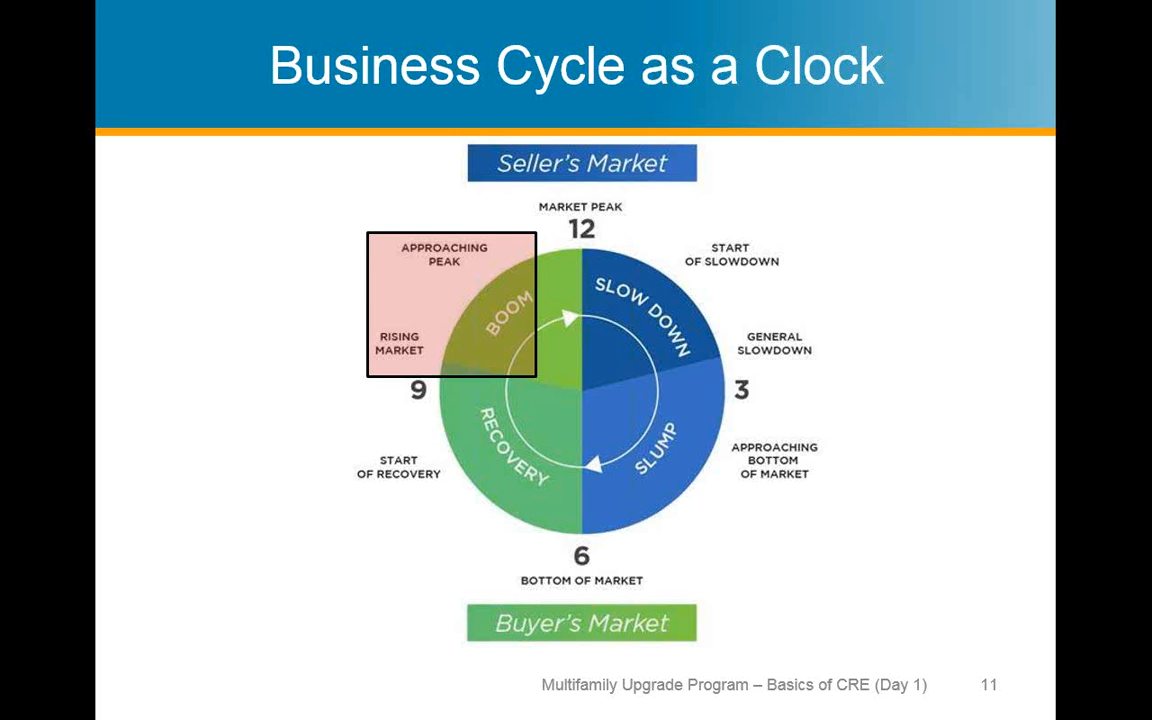 Business Cycle as a Clock
Seller's Market
MARKET PEAK
12
APPROACHING
PEAK
START
OF SLOWDOWN
BOOM
SLOW DOWN
RISING
MARKET
GENERAL
SLOWDOWN
9
3
RECOVERY
SLUMP
START
OF RECOVERY
APPROACHING
BOTTOM
OF MARKET
6
BOTTOM OF MARKET
Buyer's Market
Multifamily Upgrade Program – Basics of CRE (Day 1)
11